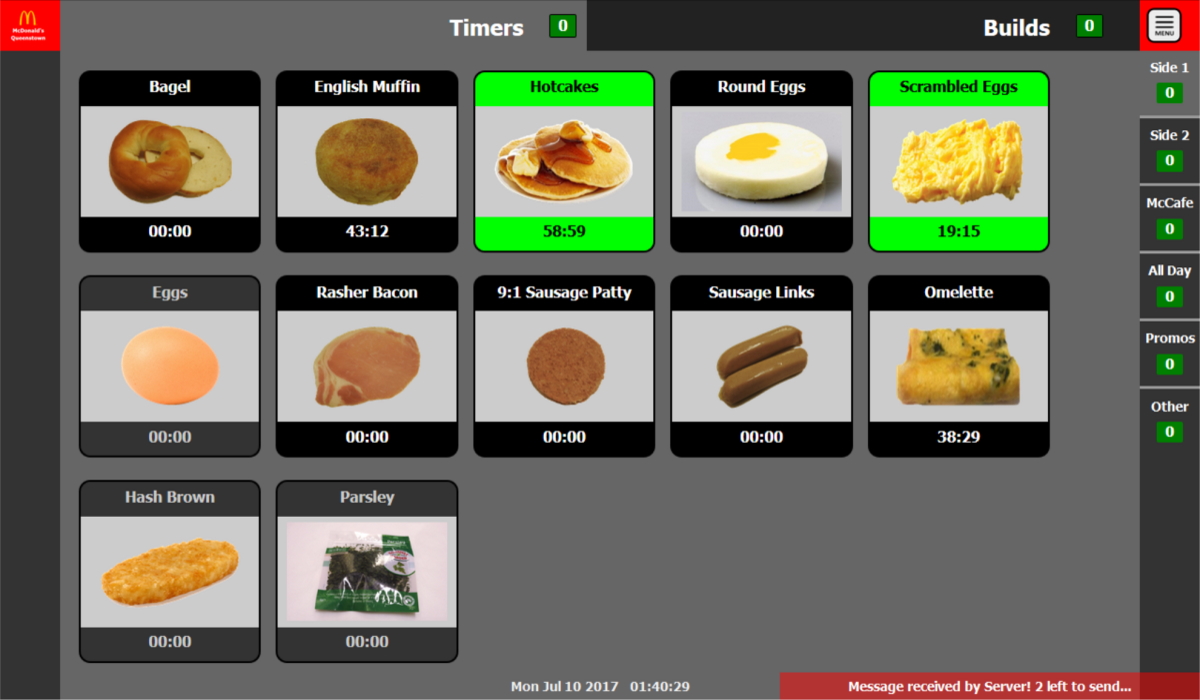 McDonald's
Queenstown
Timers 0
Builds 0
MENU
Side 1
0
Side 2
0
McCafe
0
All Day
0
Promos
0
Other
0
Bagel
00:00
English Muffin
43:12
Hotcakes
58:59
Round Eggs
00:00
Scrambled Eggs
19:15
Eggs
00:00
Rasher Bacon
00:00
9:1 Sausage Patty
00:00
Sausage Links
00:00
Omelette
38:29
Hash Brown
00:00
Parsley
00:00
Mon Jul 10 2017 01:40:29
Message received by Server! 2 left to send...